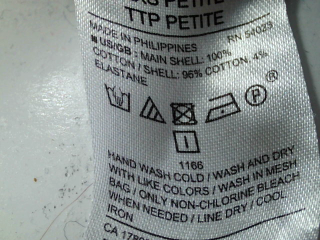 TTP PETITE
MADE IN PHILIPPINES RN 54023
■ US/GB : MAIN SHELL: 100%
COTTON / SHELL: 96% COTTON, 4%
ELASTANE
P
®
1166
HAND WASH COLD / WASH AND DRY
WITH LIKE COLORS / WASH IN MESH
BAG / ONLY NON-CHLORINE BLEACH
WHEN NEEDED / LINE DRY / COOL
IRON